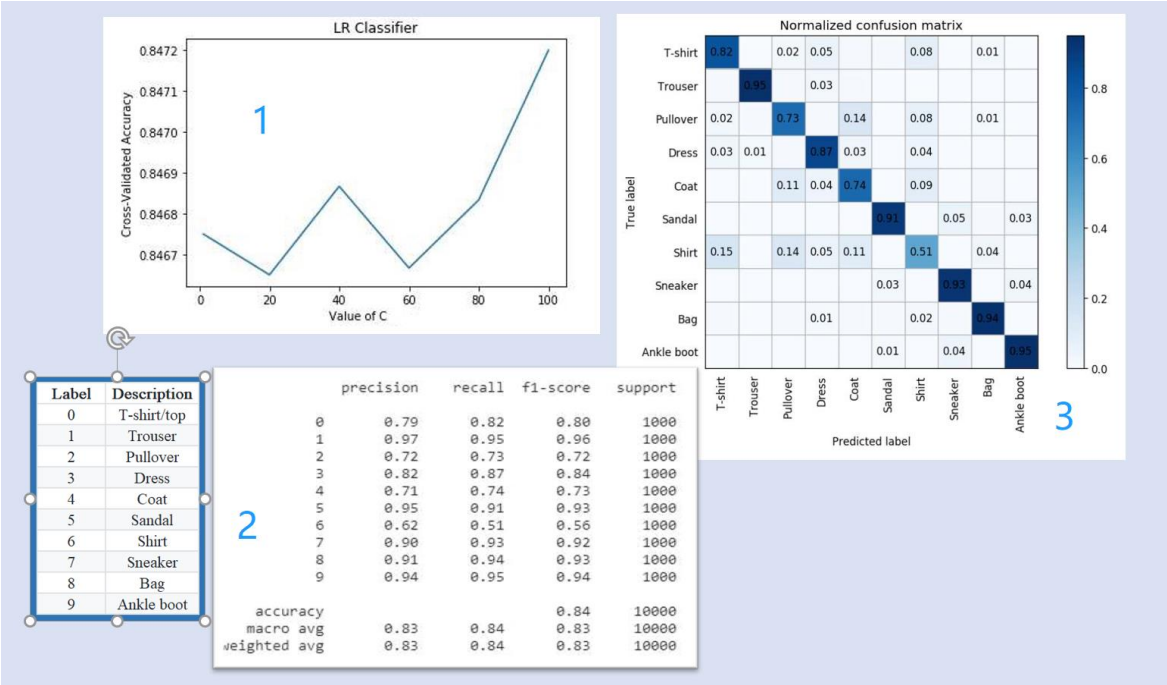 LR Classifier
0.8472
0.8471
0.8470
0.8469
0.8468
0.8467
Cross-Validated Accuracy
0 20 40 60 80 100
Value of C
1
Normalized confusion matrix
True label
T-shirt 0.82 0.02 0.05 0.08 0.01
Trouser 0.95 0.03
Pullover 0.02 0.73 0.14 0.08 0.01
Dress 0.03 0.01 0.87 0.03 0.04
Coat 0.11 0.04 0.74 0.09
Sandal 0.91 0.05 0.03
Shirt 0.15 0.14 0.05 0.11 0.51 0.04
Sneaker 0.03 0.93 0.04
Bag 0.01 0.02 0.94
Ankle boot 0.01 0.04 0.95
T-shirt Trouser Pullover Dress Coat Sandal Shirt Sneaker Bag Ankle boot
Predicted label
0.8
0.6
0.4
0.2
0.0
3
Label Description
0 T-shirt/top
1 Trouser
2 Pullover
3 Dress
4 Coat
5 Sandal
6 Shirt
7 Sneaker
8 Bag
9 Ankle boot
2
precision recall f1-score support
0 0.79 0.82 0.80 1000
1 0.97 0.95 0.96 1000
2 0.72 0.73 0.72 1000
3 0.82 0.87 0.84 1000
4 0.71 0.74 0.73 1000
5 0.95 0.91 0.93 1000
6 0.62 0.51 0.56 1000
7 0.90 0.93 0.92 1000
8 0.91 0.94 0.93 1000
9 0.94 0.95 0.94 1000
accuracy 0.84 10000
macro avg 0.83 0.84 0.83 10000
weighted avg 0.83 0.84 0.83 10000